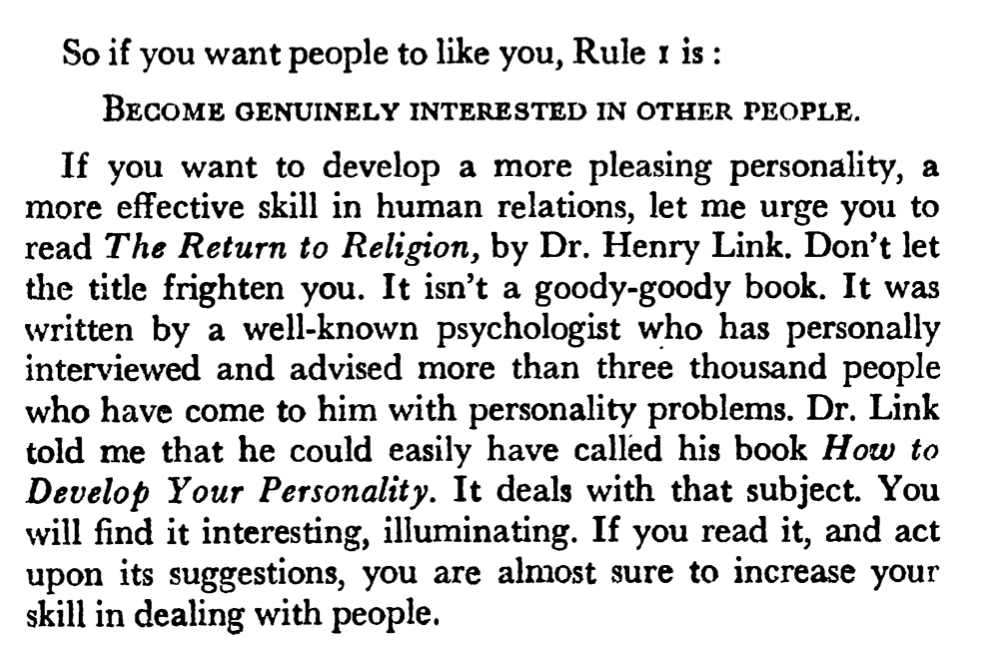 So if you want people to like you, Rule 1 is:
BECOME GENUINELY INTERESTED IN OTHER PEOPLE.
If you want to develop a more pleasing personality, a
more effective skill in human relations, let me urge you to
read The Return to Religion, by Dr. Henry Link. Don't let
the title frighten you. It isn't a goody-goody book. It was
written by a well-known psychologist who has personally
interviewed and advised more than three thousand people
who have come to him with personality problems. Dr. Link
told me that he could easily have called his book How to
Develop Your Personality. It deals with that subject. You
will find it interesting, illuminating. If you read it, and act
upon its suggestions, you are almost sure to increase your
skill in dealing with people.